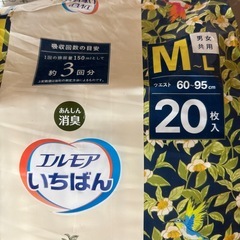 吸収回数の目安
1回の排尿量150mlとして
約3回分
あんしん
消臭
エルモア
いちばん
M~L
男女
共用
ウエスト 60~95cm
20枚入